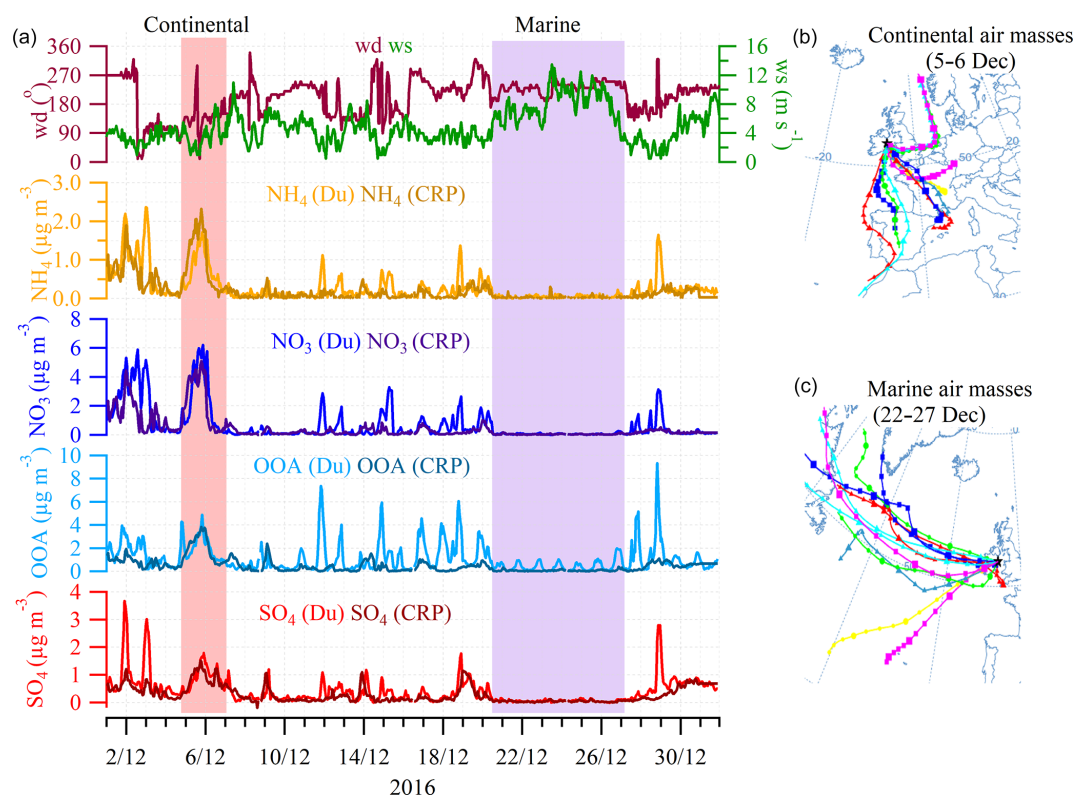 Continental
Marine
(a)
wd ws
wd (°)
360
270
180
90
0
ws (m s⁻¹)
16
12
8
4
0
NH₄ (Du) NH₄ (CRP)
NH₄ (µg m⁻³)
3.0
2.0
1.0
0.0
NO₃ (Du) NO₃ (CRP)
NO₃ (µg m⁻³)
8
6
4
2
0
OOA (Du) OOA (CRP)
OOA (µg m⁻³)
10
8
6
4
2
0
SO₄ (Du) SO₄ (CRP)
SO₄ (µg m⁻³)
4
3
2
1
0
2/12 6/12 10/12 14/12 18/12 22/12 26/12 30/12
2016
(b)
Continental air masses
(5–6 Dec)
-20
50
20
(c)
Marine air masses
(22–27 Dec)